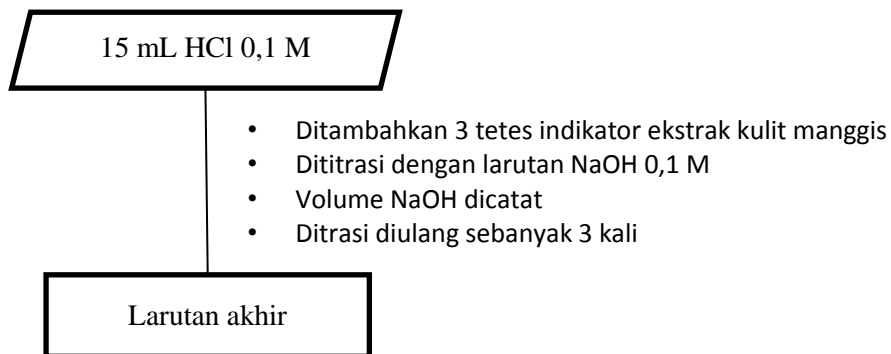 15 mL HCl 0,1 M
• Ditambahkan 3 tetes indikator ekstrak kulit manggis
• Dititrasi dengan larutan NaOH 0,1 M
• Volume NaOH dicatat
• Ditrasi diulang sebanyak 3 kali
Larutan akhir